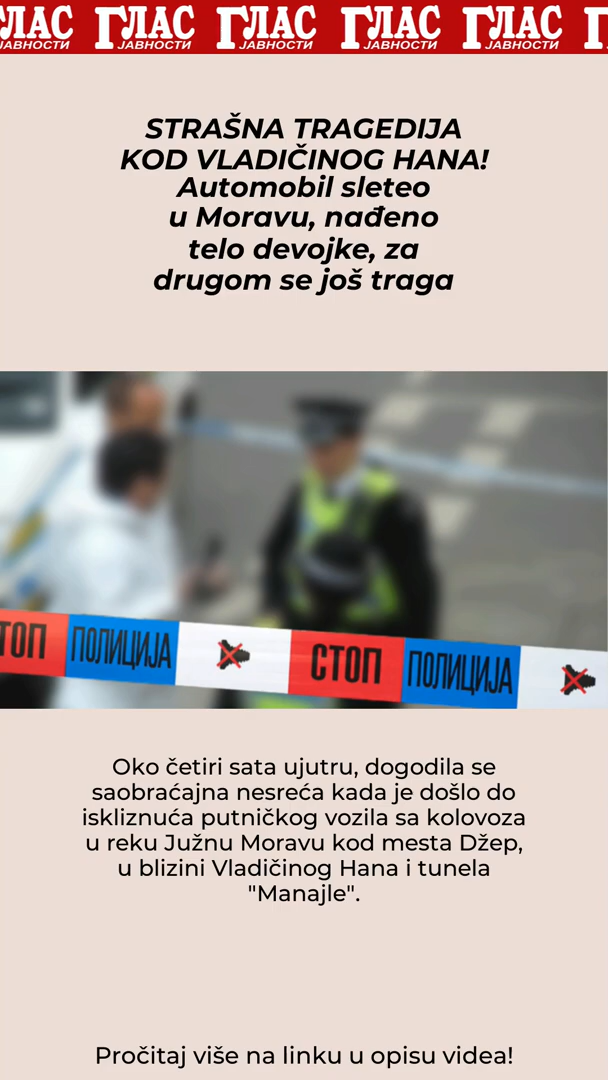 ГЛАС ГЛАС ГЛАС ГЛАС
ЈАВНОСТИ ЈАВНОСТИ ЈАВНОСТИ ЈАВНОСТИ
STRAŠNA TRAGEDIJA
KOD VLADIČINOG HANA!
Automobil sleteo
u Moravu, nađeno
telo devojke, za
drugom se još traga
СТОП ПОЛИЦИЈА
Oko četiri sata ujutru, dogodila se
saobraćajna nesreća kada je došlo do
iskliznuća putničkog vozila sa kolovoza
u reku Južnu Moravu kod mesta Džep,
u blizini Vladičinog Hana i tunela
"Manajle".
Pročitaj više na linku u opisu videa!